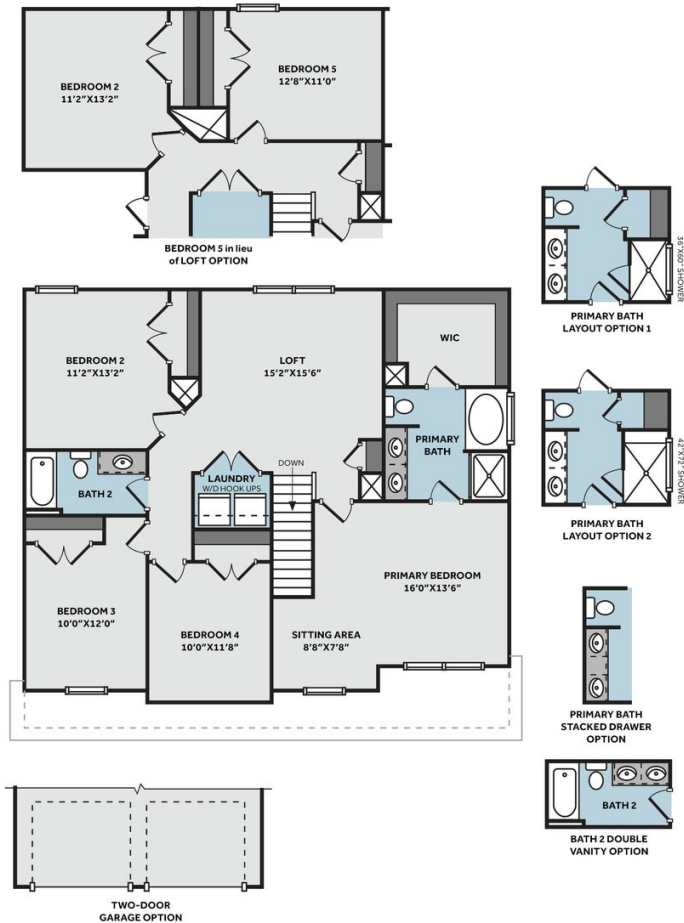 BEDROOM 2
11'2"X13'2"
BEDROOM 5
12'8"X11'0"
BEDROOM 5 in lieu
of LOFT OPTION
36"X60" SHOWER
PRIMARY BATH
LAYOUT OPTION 1
BEDROOM 2
11'2"X13'2"
LOFT
15'2"X15'6"
WIC
PRIMARY
BATH
LAUNDRY
W/D HOOK UPS
DOWN
BATH 2
42"X72" SHOWER
PRIMARY BATH
LAYOUT OPTION 2
BEDROOM 3
10'0"X12'0"
BEDROOM 4
10'0"X11'8"
SITTING AREA
8'8"X7'8"
PRIMARY BEDROOM
16'0"X13'6"
PRIMARY BATH
STACKED DRAWER
OPTION
BATH 2
BATH 2 DOUBLE
VANITY OPTION
TWO-DOOR
GARAGE OPTION